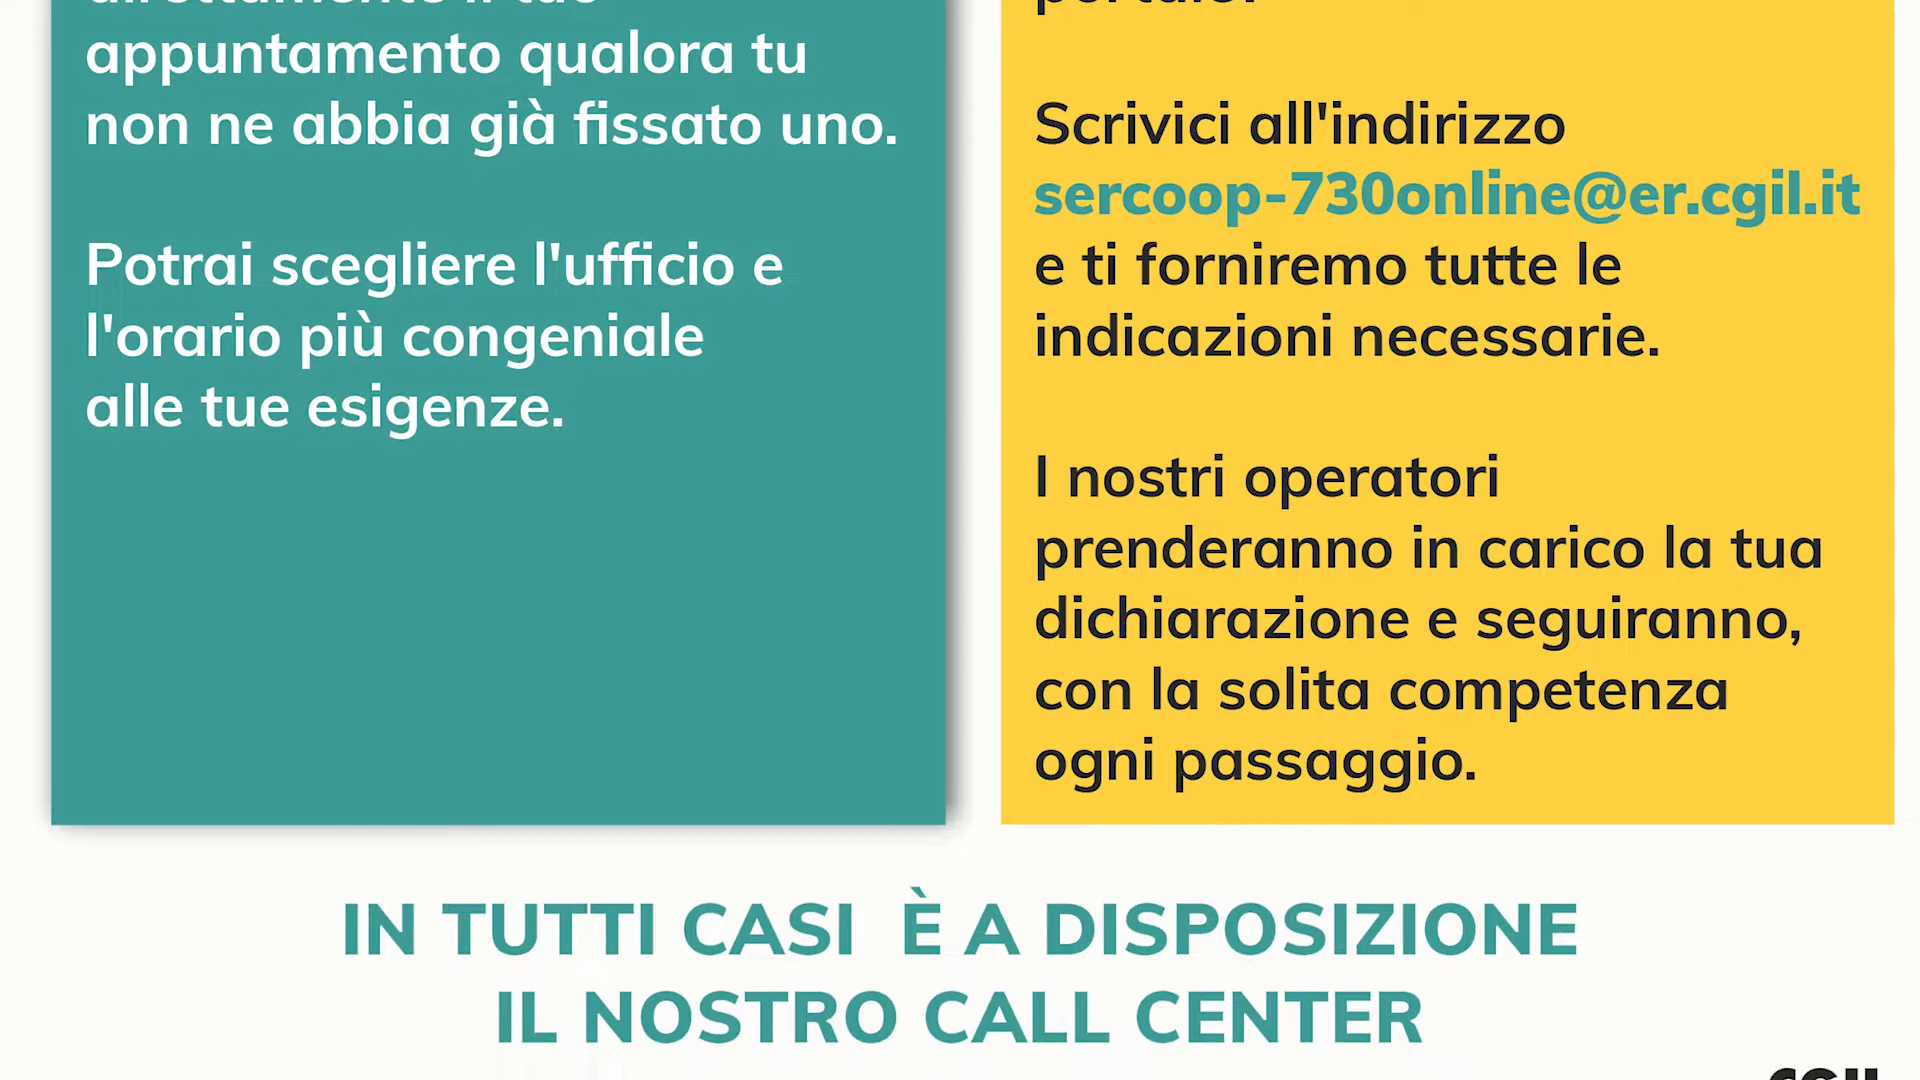 appuntamento qualora tu
non ne abbia già fissato uno.
Potrai scegliere l'ufficio e
l'orario più congeniale
alle tue esigenze.
Scrivici all'indirizzo
sercoop-730online@er.cgil.it
e ti forniremo tutte le
indicazioni necessarie.
I nostri operatori
prenderanno in carico la tua
dichiarazione e seguiranno,
con la solita competenza
ogni passaggio.
IN TUTTI CASI  È A DISPOSIZIONE
IL NOSTRO CALL CENTER